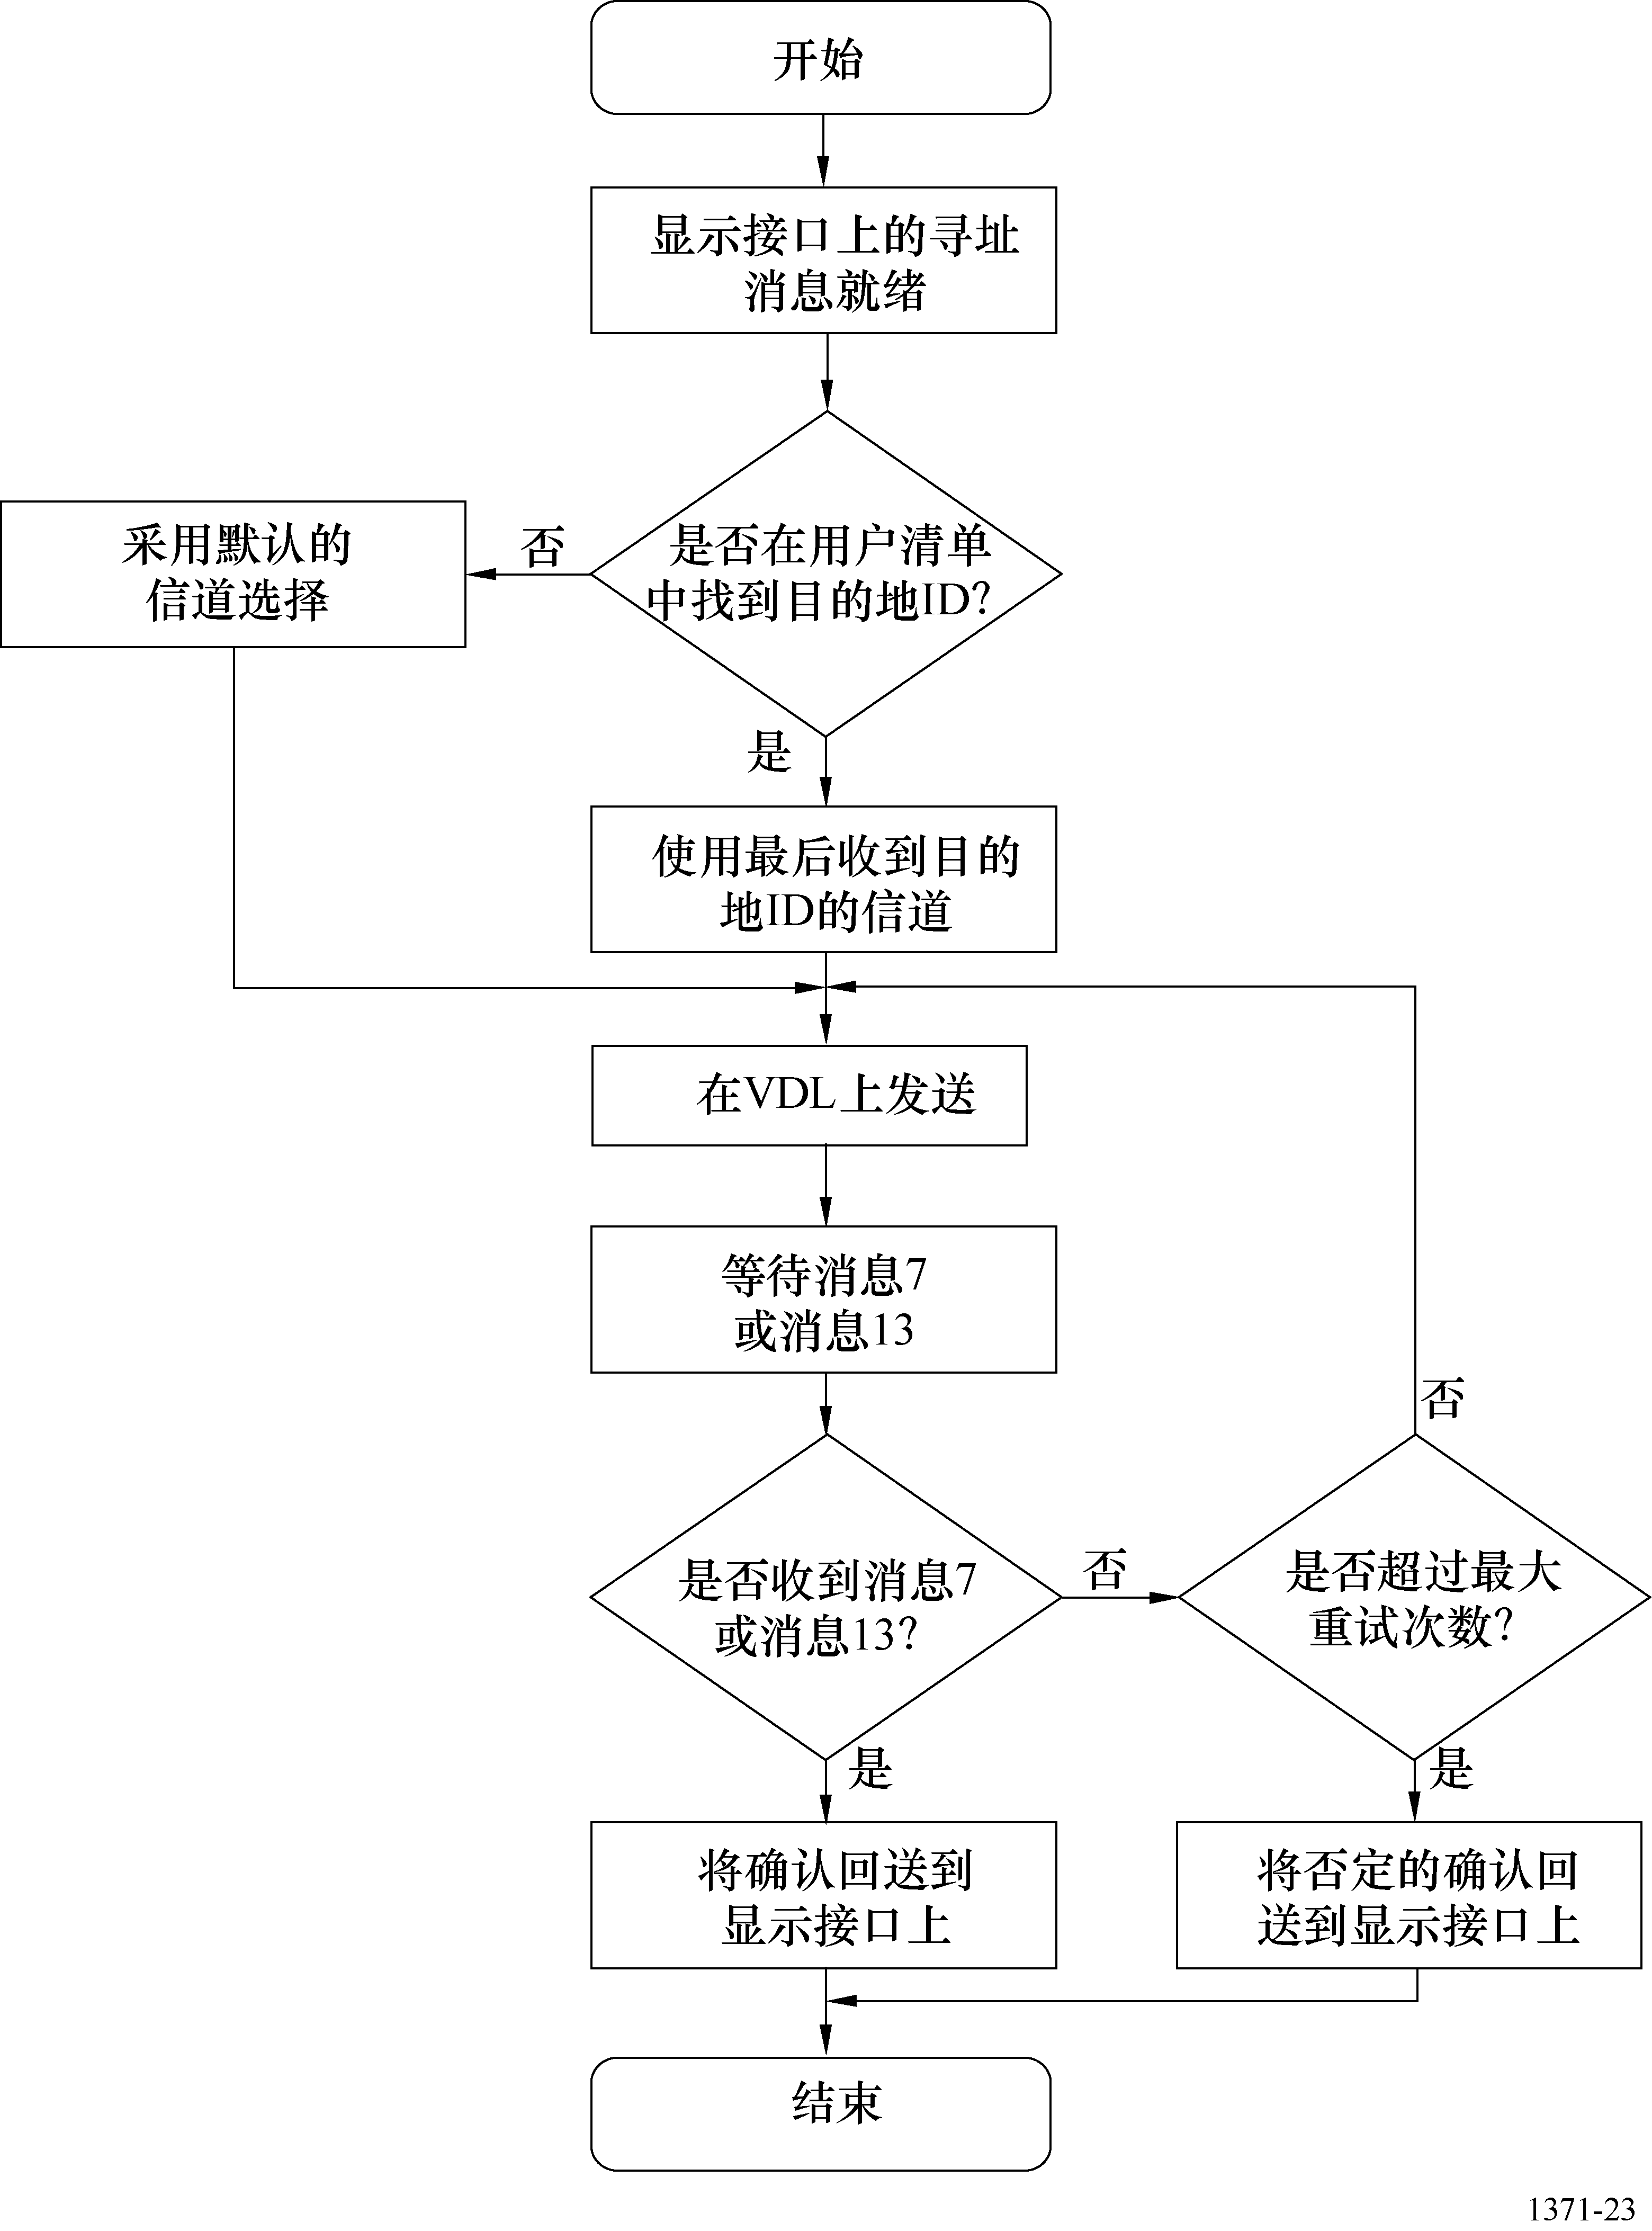 开始
显示接口上的寻址
消息就绪
是否在用户清单
中找到目的地ID？
否
采用默认的
信道选择
是
使用最后收到目的
地ID的信道
在VDL上发送
等待消息7
或消息13
是否收到消息7
或消息13？
否
是否超过最大
重试次数？
否
是
是
将确认回送到
显示接口上
将否定的确认回
送到显示接口上
结束
1371-23